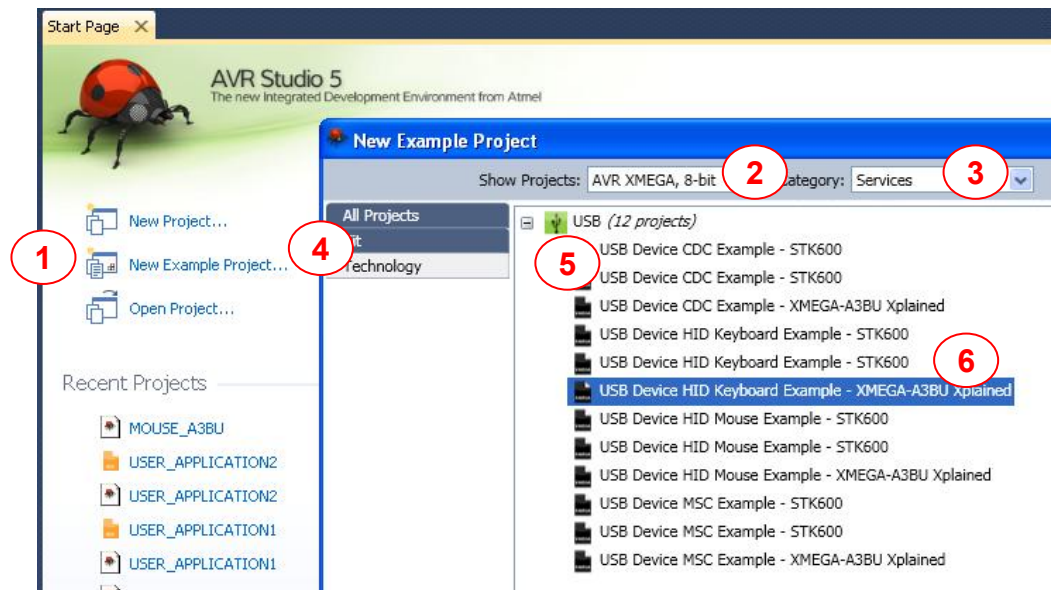 Start Page
AVR Studio 5
The new Integrated Development Environment from Atmel
New Example Project
Show Projects: AVR XMEGA, 8-bit 2 ategory: Services 3
All Projects
4 it
Technology
1
New Project...
New Example Project...
Open Project...
Recent Projects
MOUSE_A3BU
USER_APPLICATION2
USER_APPLICATION2
USER_APPLICATION1
USER_APPLICATION1
USB (12 projects)
5
USB Device CDC Example - STK600
USB Device CDC Example - STK600
USB Device CDC Example - XMEGA-A3BU Xplained
USB Device HID Keyboard Example - STK600
USB Device HID Keyboard Example - STK600
6
USB Device HID Keyboard Example - XMEGA-A3BU Xplained
USB Device HID Mouse Example - STK600
USB Device HID Mouse Example - STK600
USB Device HID Mouse Example - XMEGA-A3BU Xplained
USB Device MSC Example - STK600
USB Device MSC Example - STK600
USB Device MSC Example - XMEGA-A3BU Xplained